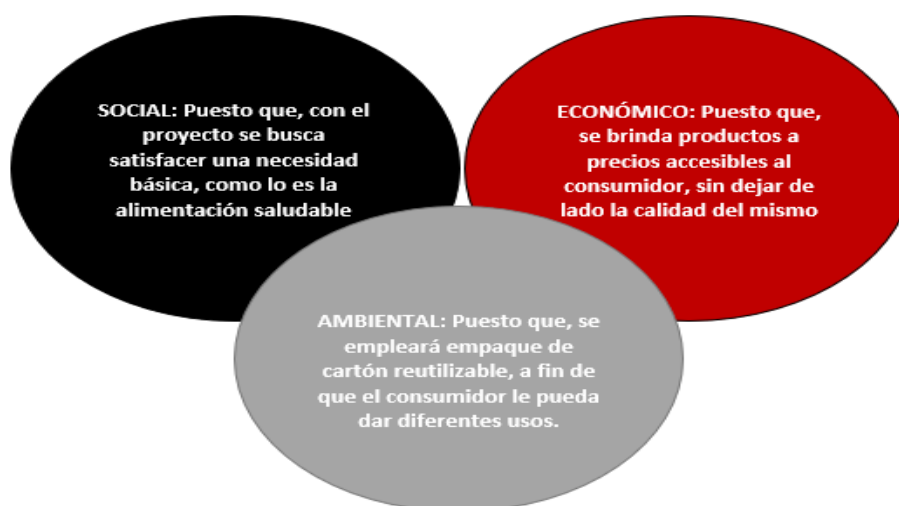 SOCIAL: Puesto que, con el
proyecto se busca
satisfacer una necesidad
básica, como lo es la
alimentación saludable
ECONÓMICO: Puesto que,
se brinda productos a
precios accesibles al
consumidor, sin dejar de
lado la calidad del mismo
AMBIENTAL: Puesto que, se
empleará empaque de
cartón reutilizable, a fin de
que el consumidor le pueda
dar diferentes usos.